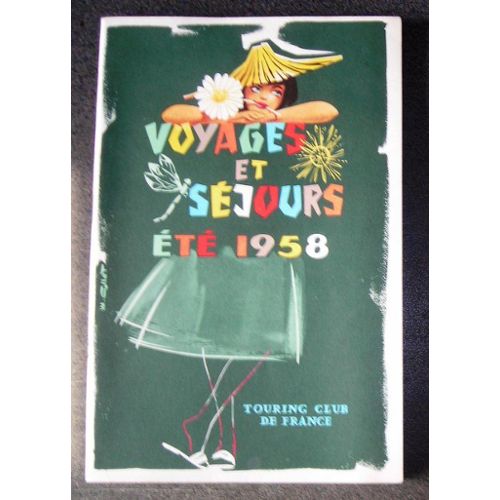 VOYAGES
ET
SÉJOURS
ÉTÉ 1958
TOURING CLUB
DE FRANCE